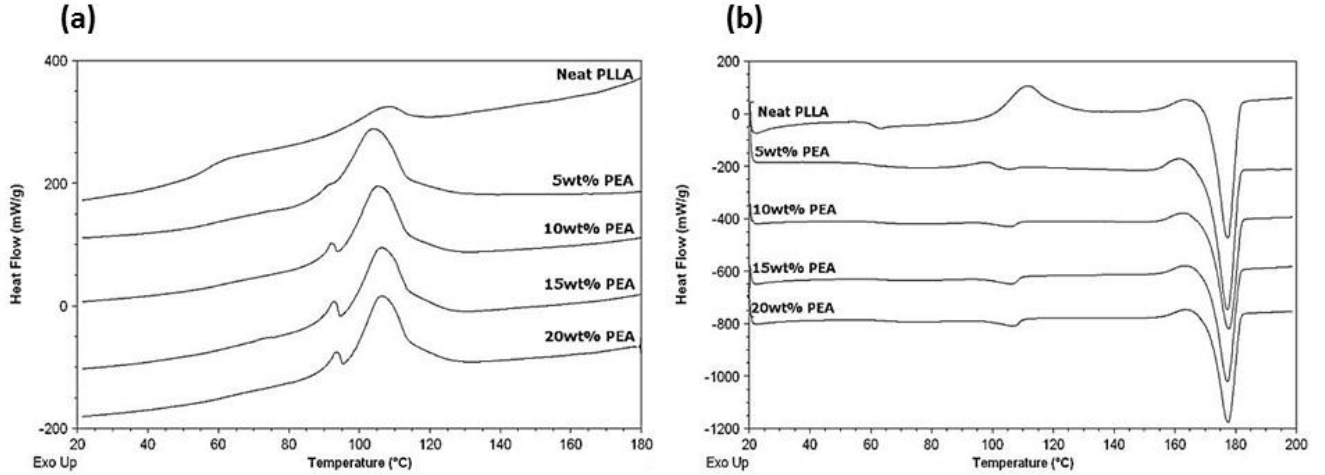 (a)
400
200
0
-200
Heat Flow (mW/g)
Neat PLLA
5wt% PEA
10wt% PEA
15wt% PEA
20wt% PEA
20 40 60 80 100 120 140 160 180
Exo Up
Temperature (°C)
(b)
200
0
-200
-400
-600
-800
-1000
-1200
Heat Flow (mW/g)
Neat PLLA
5wt% PEA
10wt% PEA
15wt% PEA
20wt% PEA
20 40 60 80 100 120 140 160 180 200
Exo Up
Temperature (°C)